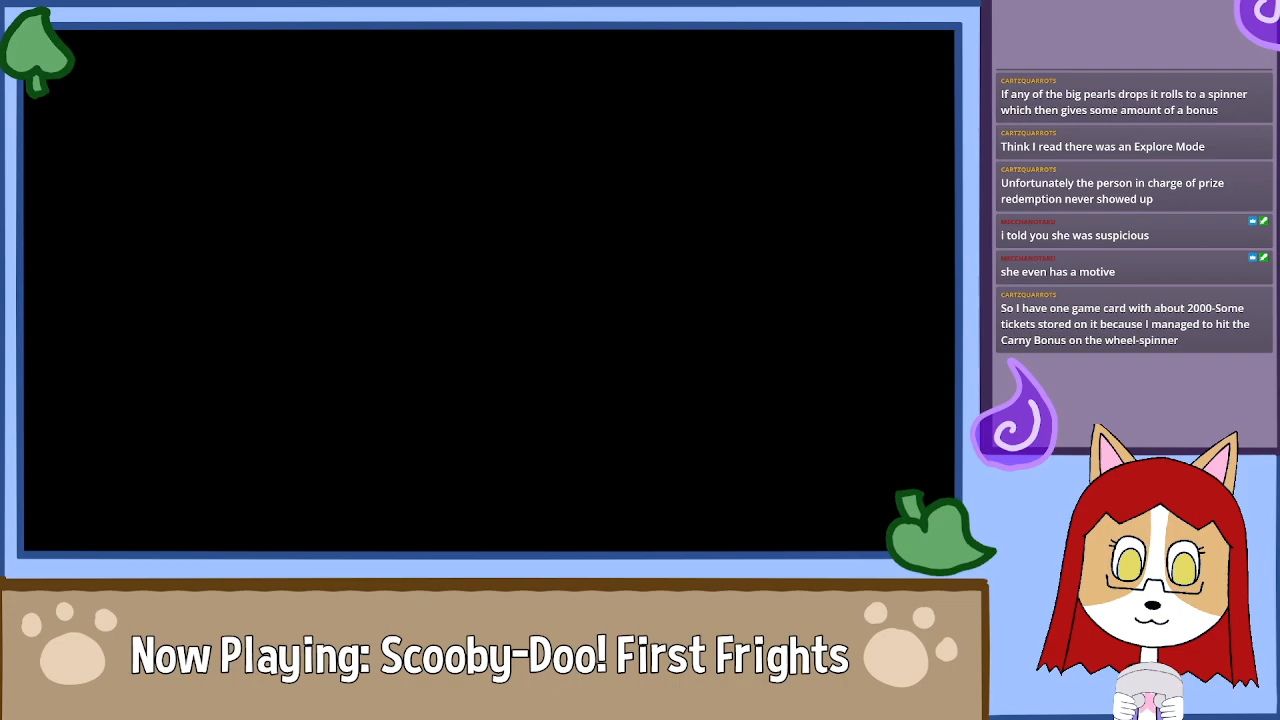 CARTZQUARROTS
If any of the big pearls drops it rolls to a spinner
which then gives some amount of a bonus
CARTZQUARROTS
Think I read there was an Explore Mode
CARTZQUARROTS
Unfortunately the person in charge of prize
redemption never showed up
i told you she was suspicious
she even has a motive
CARTZQUARROTS
So I have one game card with about 2000-Some
tickets stored on it because I managed to hit the
Carny Bonus on the wheel-spinner
Now Playing: Scooby-Doo! First Frights